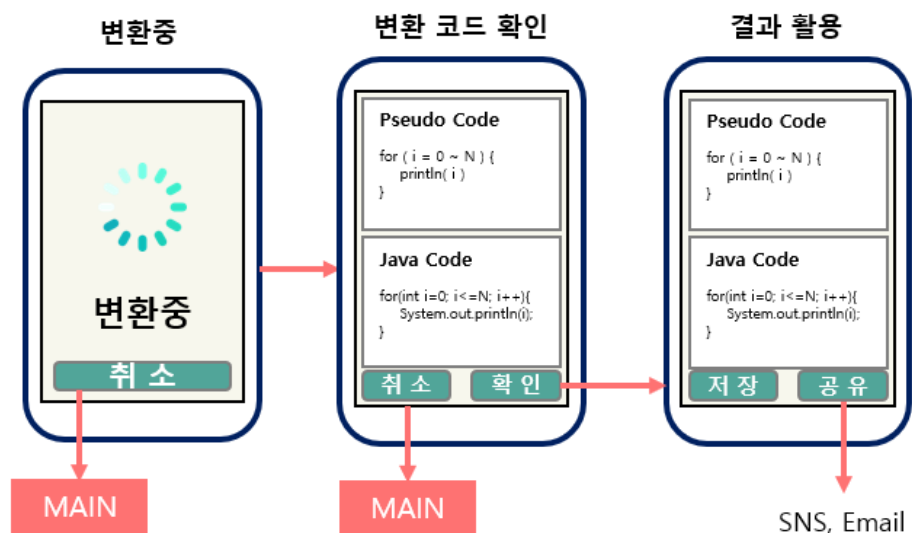 변환중
변환중
취 소
MAIN
변환 코드 확인
Pseudo Code
for ( i = 0 ~ N ) {
println( i )
}
Java Code
for(int i=0; i<=N; i++){
System.out.println(i);
}
취 소
확 인
MAIN
결과 활용
Pseudo Code
for ( i = 0 ~ N ) {
println( i )
}
Java Code
for(int i=0; i<=N; i++){
System.out.println(i);
}
저 장
공 유
SNS, Email